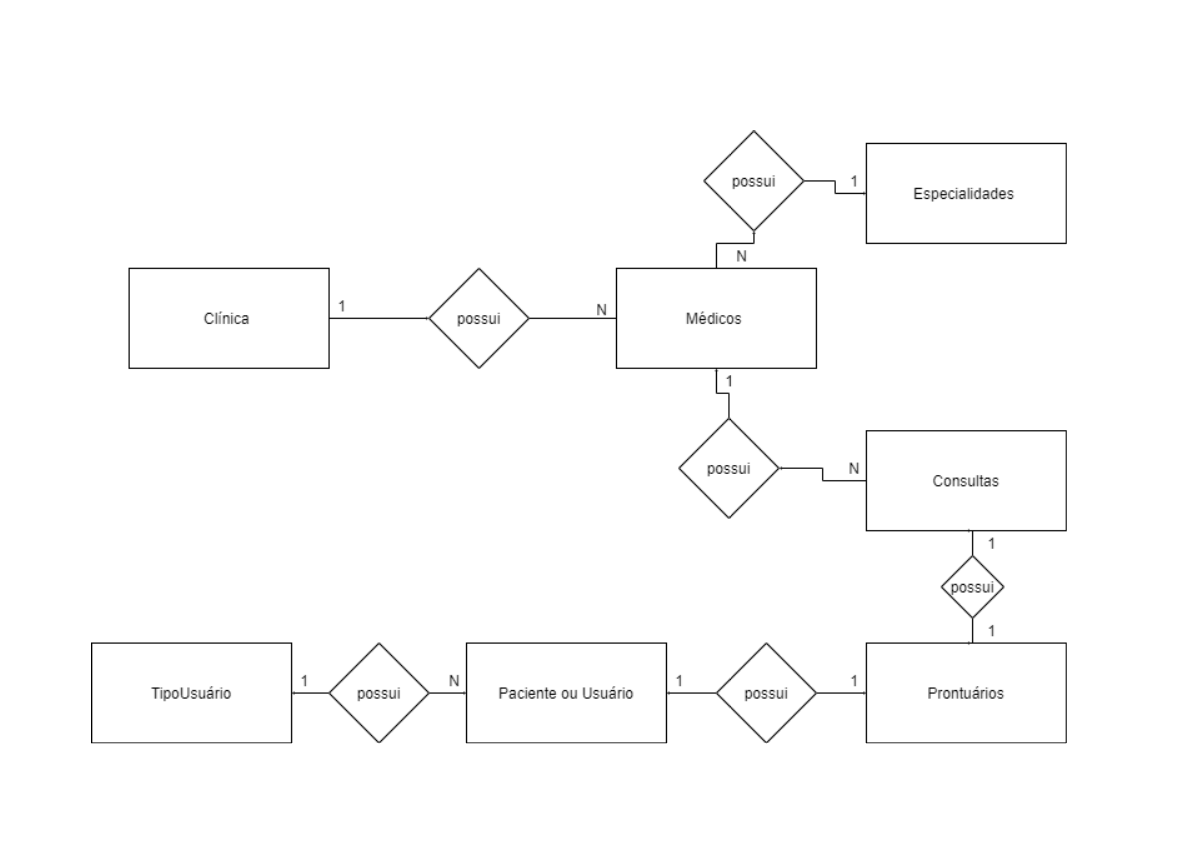 possui
1
Especialidades
N
Clínica
1
possui
N
Médicos
1
possui
N
Consultas
1
possui
1
TipoUsuário
1
possui
N
Paciente ou Usuário
1
possui
1
Prontuários